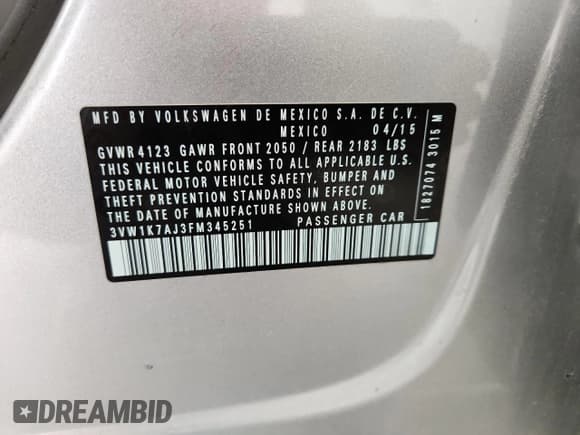 MFD BY VOLKSWAGEN DE MEXICO S.A. DE C.V.
MEXICO 04/15
GVWR 4123 GAWR FRONT 2050 / REAR 2183 LBS
THIS VEHICLE CONFORMS TO ALL APPLICABLE U.S.
FEDERAL MOTOR VEHICLE SAFETY, BUMPER AND
THEFT PREVENTION STANDARDS IN EFFECT ON
THE DATE OF MANUFACTURE SHOWN ABOVE.
3VW1K7AJ3FM345251 PASSENGER CAR
1827074 3015 M
DREAMBID